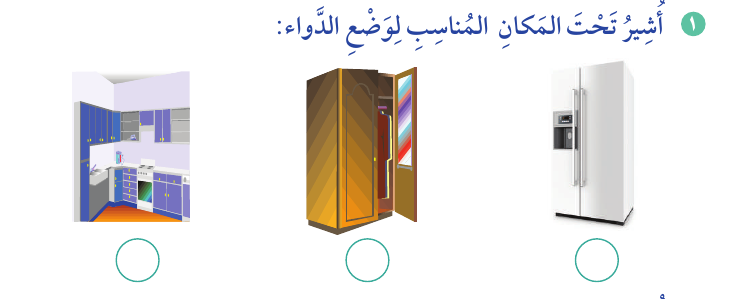 ١ أُشِيرُ تَحْتَ المَكانِ المُناسِبِ لِوَضْعِ الدَّواء: